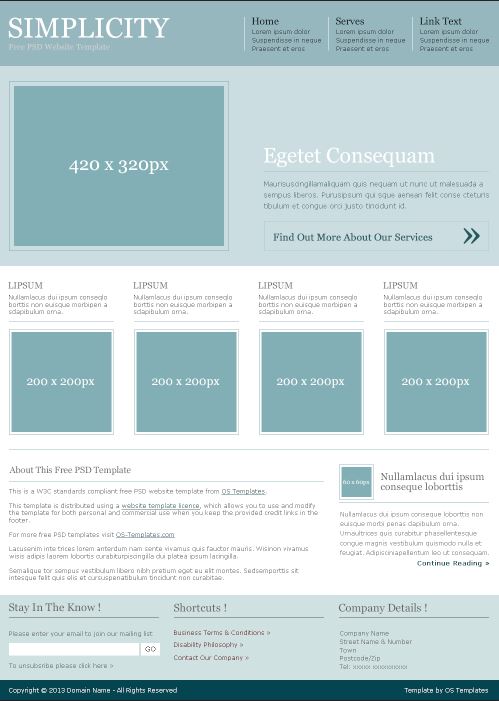 SIMPLICITY
Free PSD Website Template
Home
Lorem ipsum dolor
Suspendisse in neque
Praesent et eros
Serves
Lorem ipsum dolor
Suspendisse in neque
Praesent et eros
Link Text
Lorem ipsum dolor
Suspendisse in neque
Praesent et eros
420 x 320px
Egetet Consequam
Maurisuscingillamaliquam quis nequam ut nunc ut malesuada a
sempus liberos. Purusipsum qui sque aenean felit conse cteturis
tibulum et congue orci justo tincidunt id.
Find Out More About Our Services
LIPSUM
Nullamlacus dui ipsum conseqlo
borttis non euisque morbipen a
sdapibulum orna.
LIPSUM
Nullamlacus dui ipsum conseqlo
borttis non euisque morbipen a
sdapibulum orna.
LIPSUM
Nullamlacus dui ipsum conseqlo
borttis non euisque morbipen a
sdapibulum orna.
LIPSUM
Nullamlacus dui ipsum conseqlo
borttis non euisque morbipen a
sdapibulum orna.
200 x 200px
200 x 200px
200 x 200px
200 x 200px
About This Free PSD Template
This is a W3C standards compliant free PSD website template from OS Templates.
This template is distributed using a website template licence, which allows you to use and modify
the template for both personal and commercial use when you keep the provided credit links in the
footer.
For more free PSD templates visit OS-Templates.com
Lacusenim inte trices lorem anterdum nam sente vivamus quis fauctor mauris. Wisinon vivamus
wisis adipis laorem lobortis curabiturpiscingilla dui platea ipsum lacingilla.
Semalique tor sempus vestibulum libero nibh pretium eget eu elit montes. Sedsemporttis sit
intesque felit quis elis et cursuspenatibulum tincidunt non curabitae.
60 x 60px
Nullamlacus dui ipsum
conseque loborttis
Nullamlacus dui ipsum conseque loborttis non
euisque morbi penas dapibulum orna.
Urnaultrices quis curabitur phasellentesque
congue magnis vestibulum quismodo nulla et
feugiat. Adipisciniapellentum leo ut consequam.
Continue Reading »
Stay In The Know !
Please enter your email to join our mailing list
GO
To unsubsribe please click here »
Shortcuts !
Business Terms & Conditions »
Disability Philosophy »
Contact Our Company »
Company Details !
Company Name
Street Name & Number
Town
Postcode/Zip
Tel: xxxxx xxxxxxxxxx
Copyright © 2013 Domain Name - All Rights Reserved
Template by OS Templates